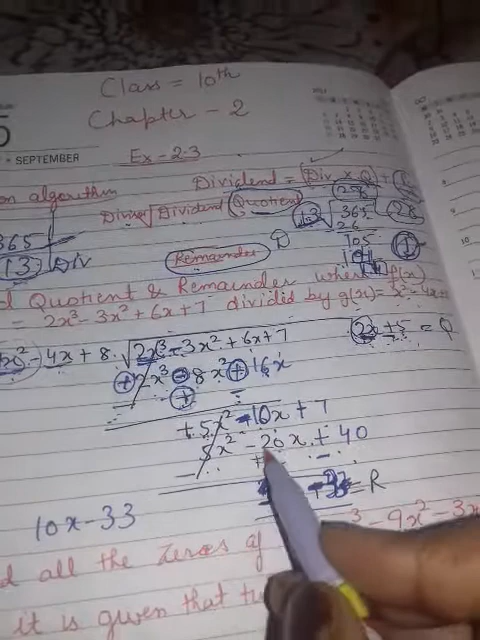 Class = 10th
Chapter - 2
SEPTEMBER
Ex - 2.3
algorithm
Dividend = Div × Q +
Divisor √Dividend Quotient
365
13 Div
13 √365 28
26
105
104
Remainder
Quotient & Remainder when f(x)
= 2x³ - 3x² + 6x + 7 divided by g(x) = x² - 4x +
x² - 4x + 8 √2x³ - 3x² + 6x + 7 2x + 5 = Q
2x³ - 8x² + 16x
+ 5x² - 10x + 7
5x² - 20x + 40
= R
10x - 33
all the zeros of - 9x² - 3x
it is given that